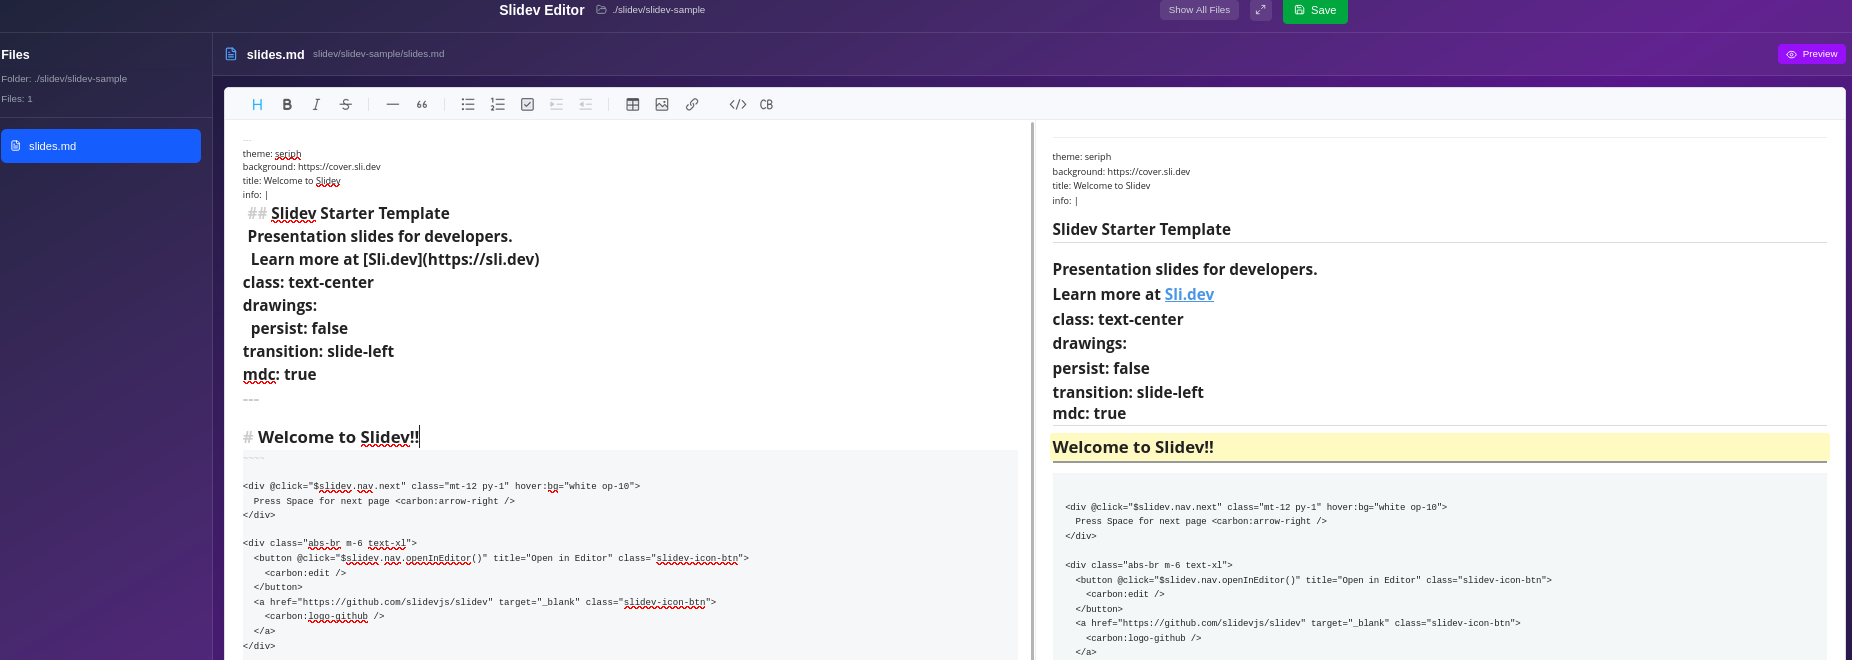 Slidev Editor
./slidev/slidev-sample
Show All Files
Save
Files
Folder: ./slidev/slidev-sample
Files: 1
slides.md
slides.md
slidev/slidev-sample/slides.md
Preview
H B I S — 66 </> CB
---
theme: seriph
background: https://cover.sli.dev
title: Welcome to Slidev
info: |
## Slidev Starter Template
Presentation slides for developers.
Learn more at [Sli.dev](https://sli.dev)
class: text-center
drawings:
persist: false
transition: slide-left
mdc: true
---
# Welcome to Slidev!!
~~~~
<div @click="$slidev.nav.next" class="mt-12 py-1" hover:bg="white op-10">
  Press Space for next page <carbon:arrow-right />
</div>
<div class="abs-br m-6 text-xl">
  <button @click="$slidev.nav.openInEditor()" title="Open in Editor" class="slidev-icon-btn">
    <carbon:edit />
  </button>
  <a href="https://github.com/slidevjs/slidev" target="_blank" class="slidev-icon-btn">
    <carbon:logo-github />
  </a>
</div>
theme: seriph
background: https://cover.sli.dev
title: Welcome to Slidev
info: |
Slidev Starter Template
Presentation slides for developers.
Learn more at Sli.dev
class: text-center
drawings:
persist: false
transition: slide-left
mdc: true
Welcome to Slidev!!
<div @click="$slidev.nav.next" class="mt-12 py-1" hover:bg="white op-10">
  Press Space for next page <carbon:arrow-right />
</div>
<div class="abs-br m-6 text-xl">
  <button @click="$slidev.nav.openInEditor()" title="Open in Editor" class="slidev-icon-btn">
    <carbon:edit />
  </button>
  <a href="https://github.com/slidevjs/slidev" target="_blank" class="slidev-icon-btn">
    <carbon:logo-github />
  </a>